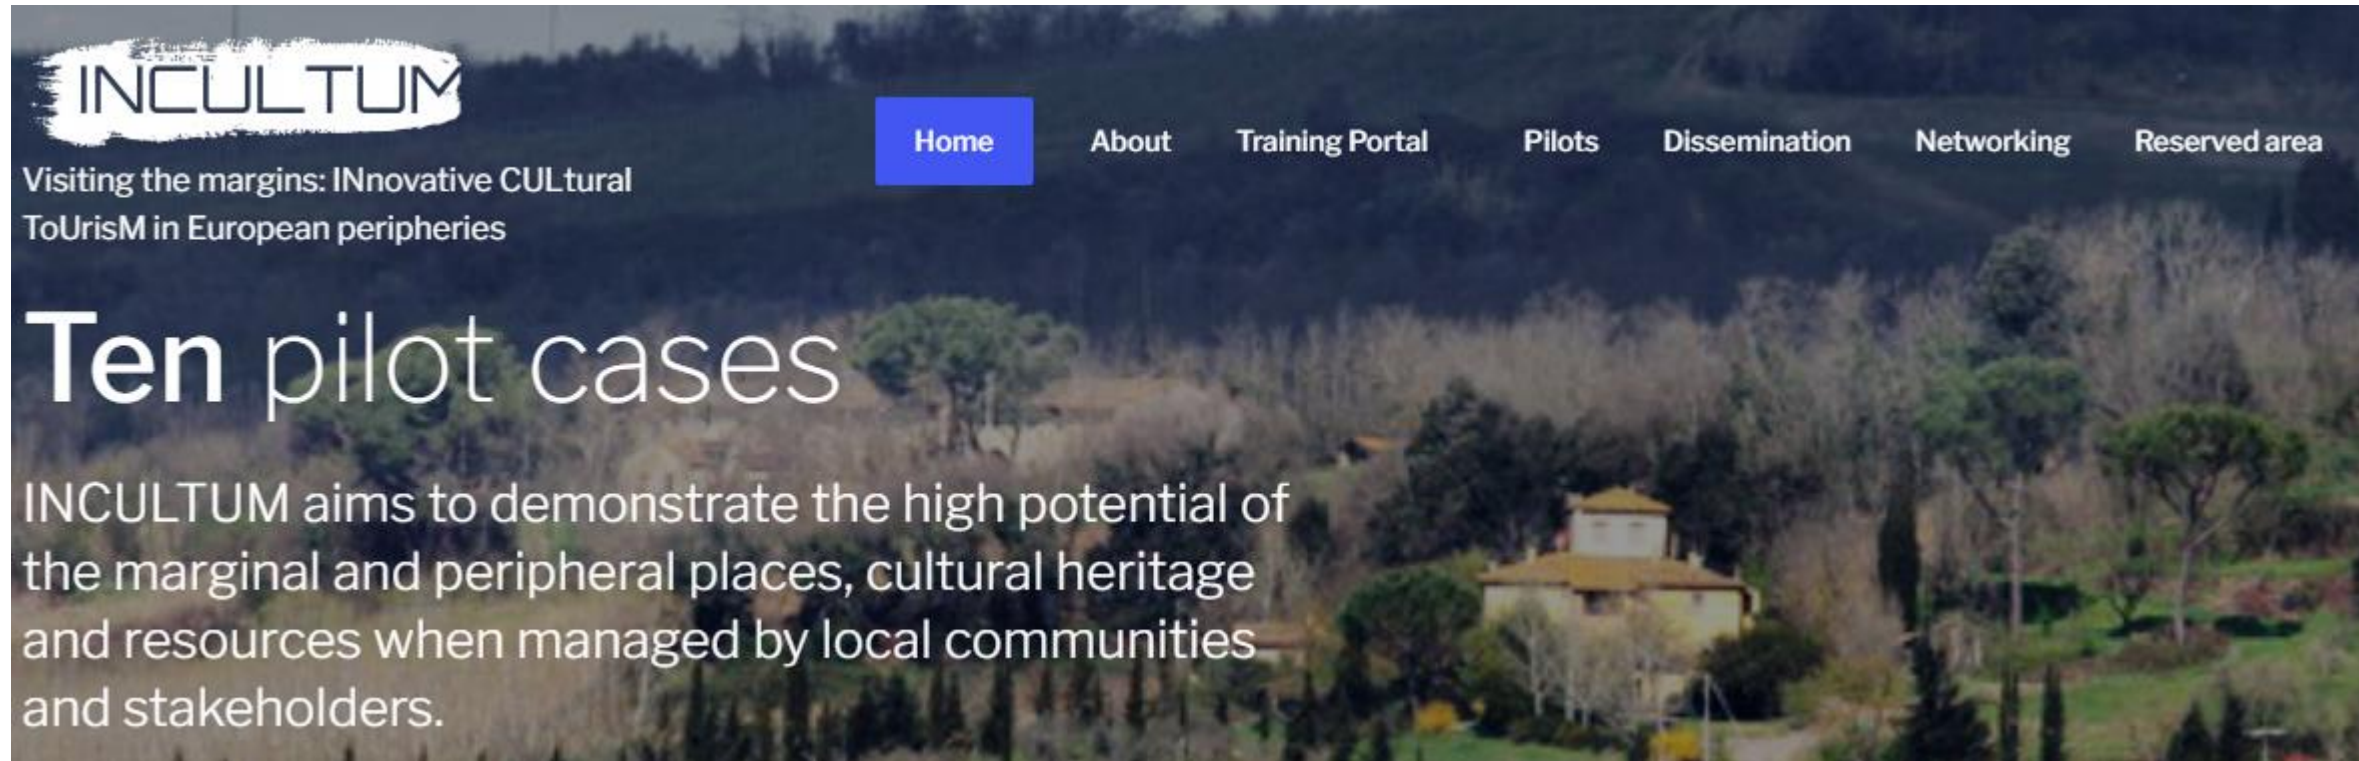 INCULTUM
Visiting the margins: INnovative CULtural
ToUrisM in European peripheries
Home About Training Portal Pilots Dissemination Networking Reserved area
Ten pilot cases
INCULTUM aims to demonstrate the high potential of
the marginal and peripheral places, cultural heritage
and resources when managed by local communities
and stakeholders.